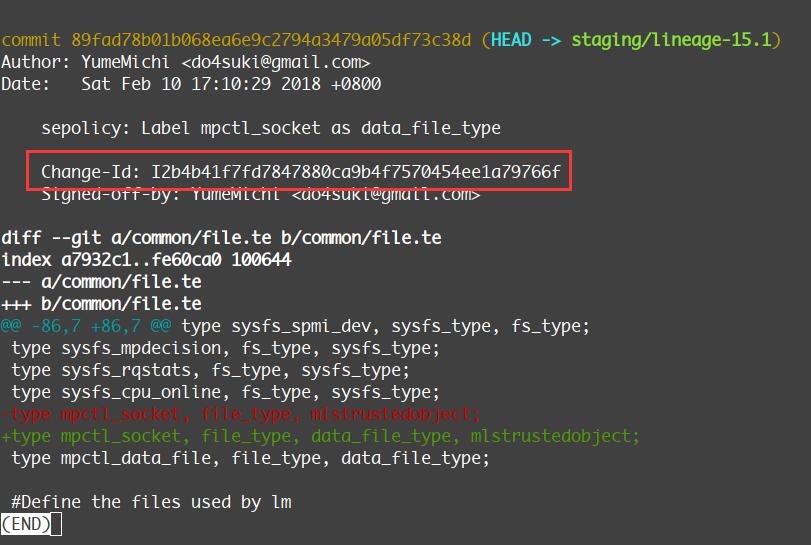 commit 89fad78b01b068ea6e9c2794a3479a05df73c38d (HEAD -> staging/lineage-15.1)
Author: YumeMichi <do4suki@gmail.com>
Date:   Sat Feb 10 17:10:29 2018 +0800
sepolicy: Label mpctl_socket as data_file_type
Change-Id: I2b4b41f7fd7847880ca9b4f7570454ee1a79766f
Signed-off-by: YumeMichi <do4suki@gmail.com>
diff --git a/common/file.te b/common/file.te
index a7932c1..fe60ca0 100644
--- a/common/file.te
+++ b/common/file.te
@@ -86,7 +86,7 @@ type sysfs_spmi_dev, sysfs_type, fs_type;
 type sysfs_mpdecision, fs_type, sysfs_type;
 type sysfs_rqstats, fs_type, sysfs_type;
 type sysfs_cpu_online, fs_type, sysfs_type;
-type mpctl_socket, file_type, mlstrustedobject;
+type mpctl_socket, file_type, data_file_type, mlstrustedobject;
 type mpctl_data_file, file_type, data_file_type;
 #Define the files used by lm
(END)